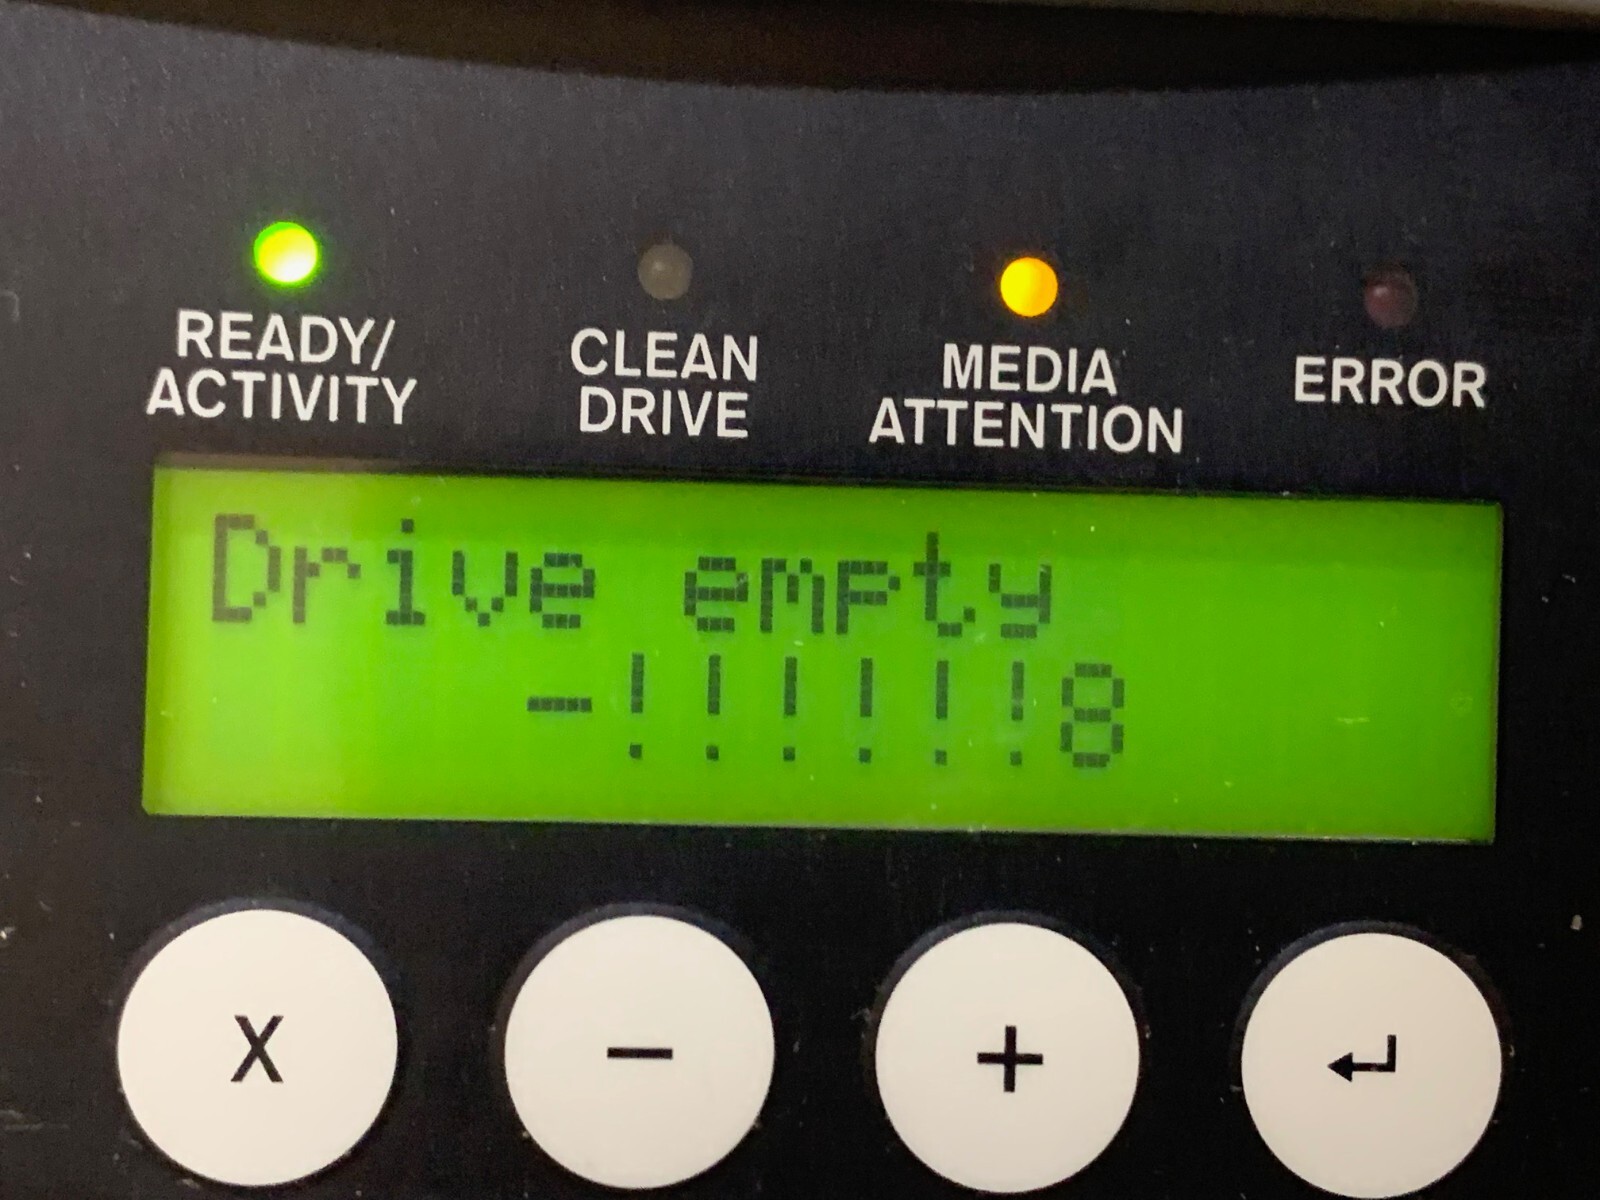 READY/
ACTIVITY
CLEAN
DRIVE
MEDIA
ATTENTION
ERROR
Drive empty
-!!!!!!8
X
-
+
↵